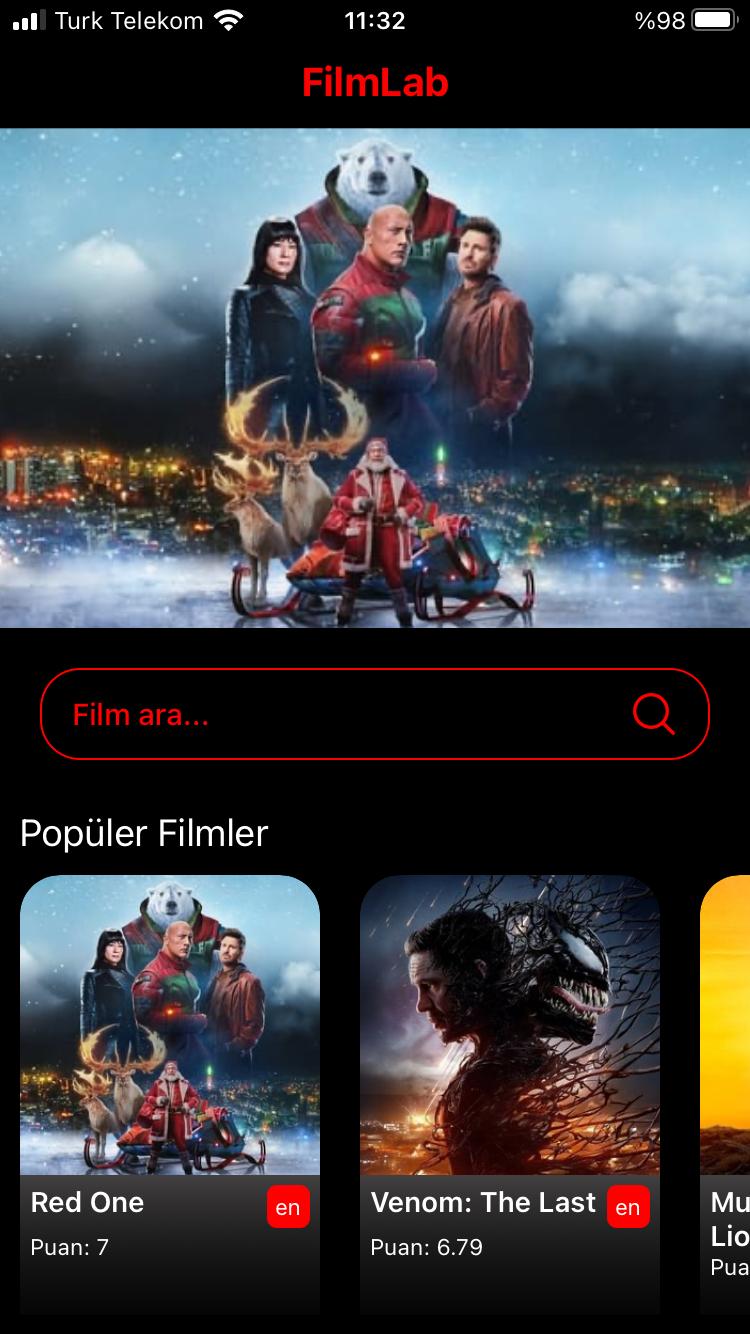 Turk Telekom
11:32
%98
FilmLab
Film ara...
Popüler Filmler
Red One
en
Puan: 7
Venom: The Last
en
Puan: 6.79
Mu
Lio
Pua